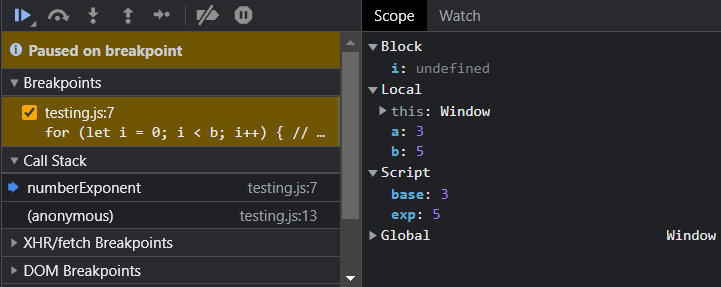 Paused on breakpoint
Breakpoints
testing.js:7
for (let i = 0; i < b; i++) { // …
Call Stack
numberExponent testing.js:7
(anonymous) testing.js:13
XHR/fetch Breakpoints
DOM Breakpoints
Scope Watch
Block
i: undefined
Local
this: Window
a: 3
b: 5
Script
base: 3
exp: 5
Global Window